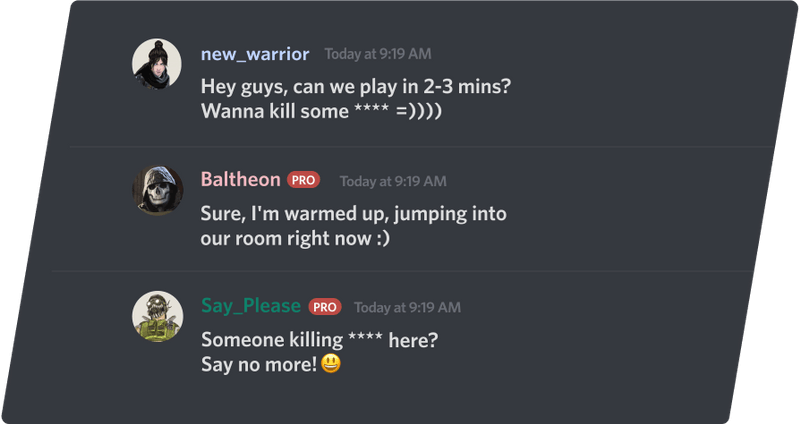 new_warrior Today at 9:19 AM
Hey guys, can we play in 2-3 mins?
Wanna kill some **** =))))
Baltheon PRO Today at 9:19 AM
Sure, I'm warmed up, jumping into
our room right now :)
Say_Please PRO Today at 9:19 AM
Someone killing **** here?
Say no more! 😃